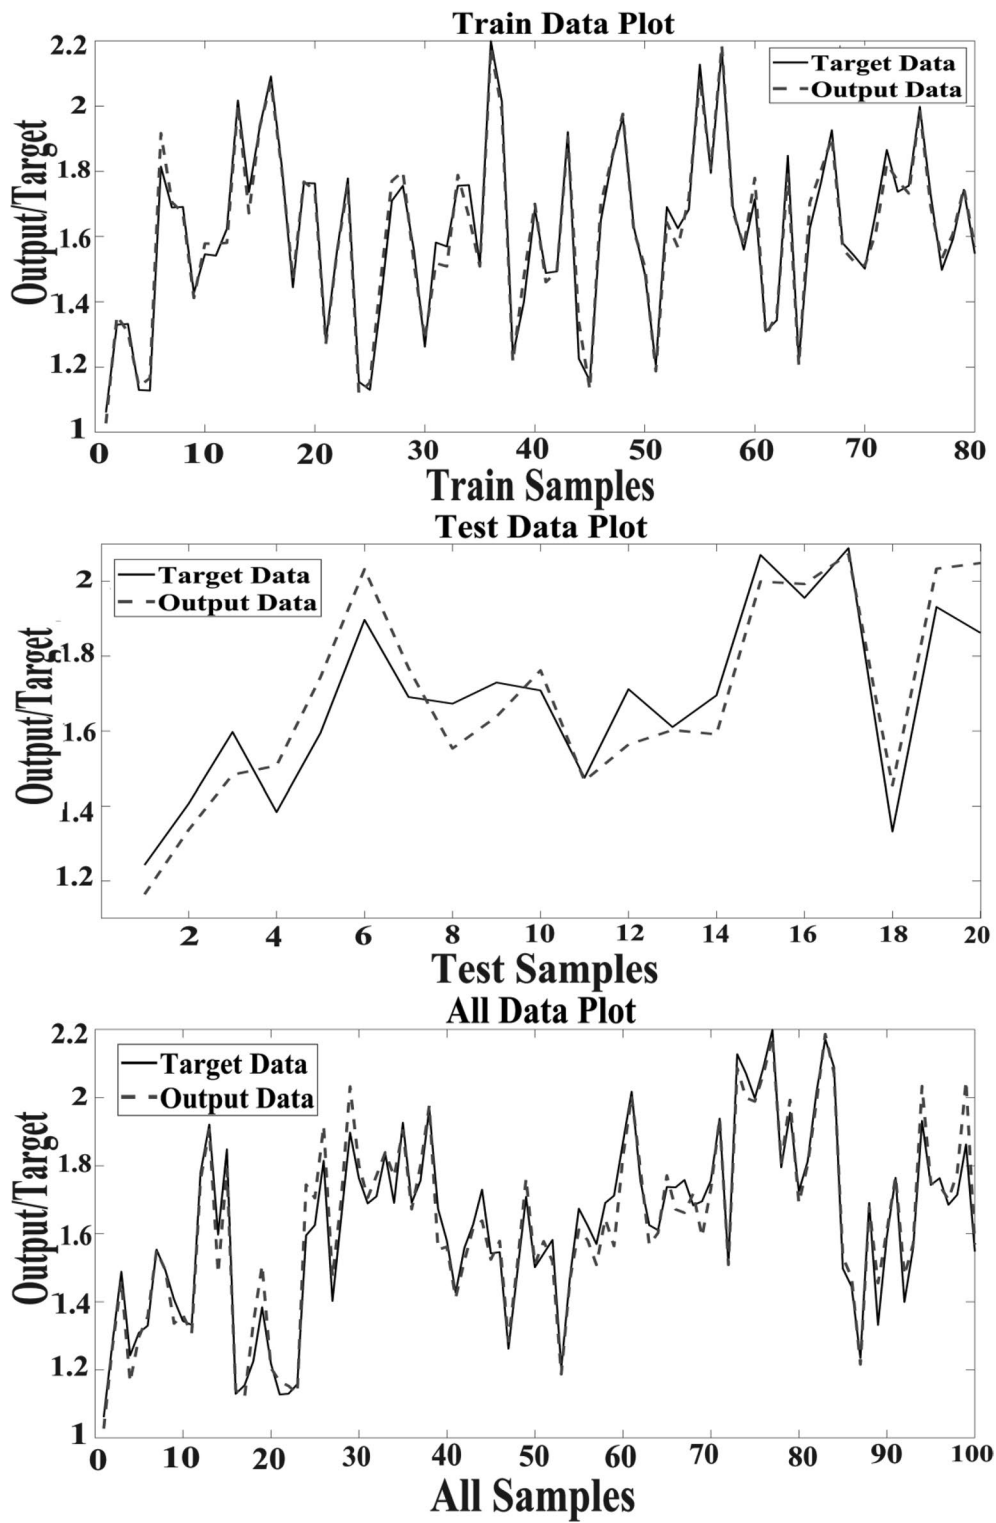 Train Data Plot
Output/Target
2.2
2
1.8
1.6
1.4
1.2
1
Target Data
Output Data
0 10 20 30 40 50 60 70 80
Train Samples
Test Data Plot
Output/Target
2
1.8
1.6
1.4
1.2
Target Data
Output Data
2 4 6 8 10 12 14 16 18 20
Test Samples
All Data Plot
Output/Target
2.2
2
1.8
1.6
1.4
1.2
1
Target Data
Output Data
0 10 20 30 40 50 60 70 80 90 100
All Samples